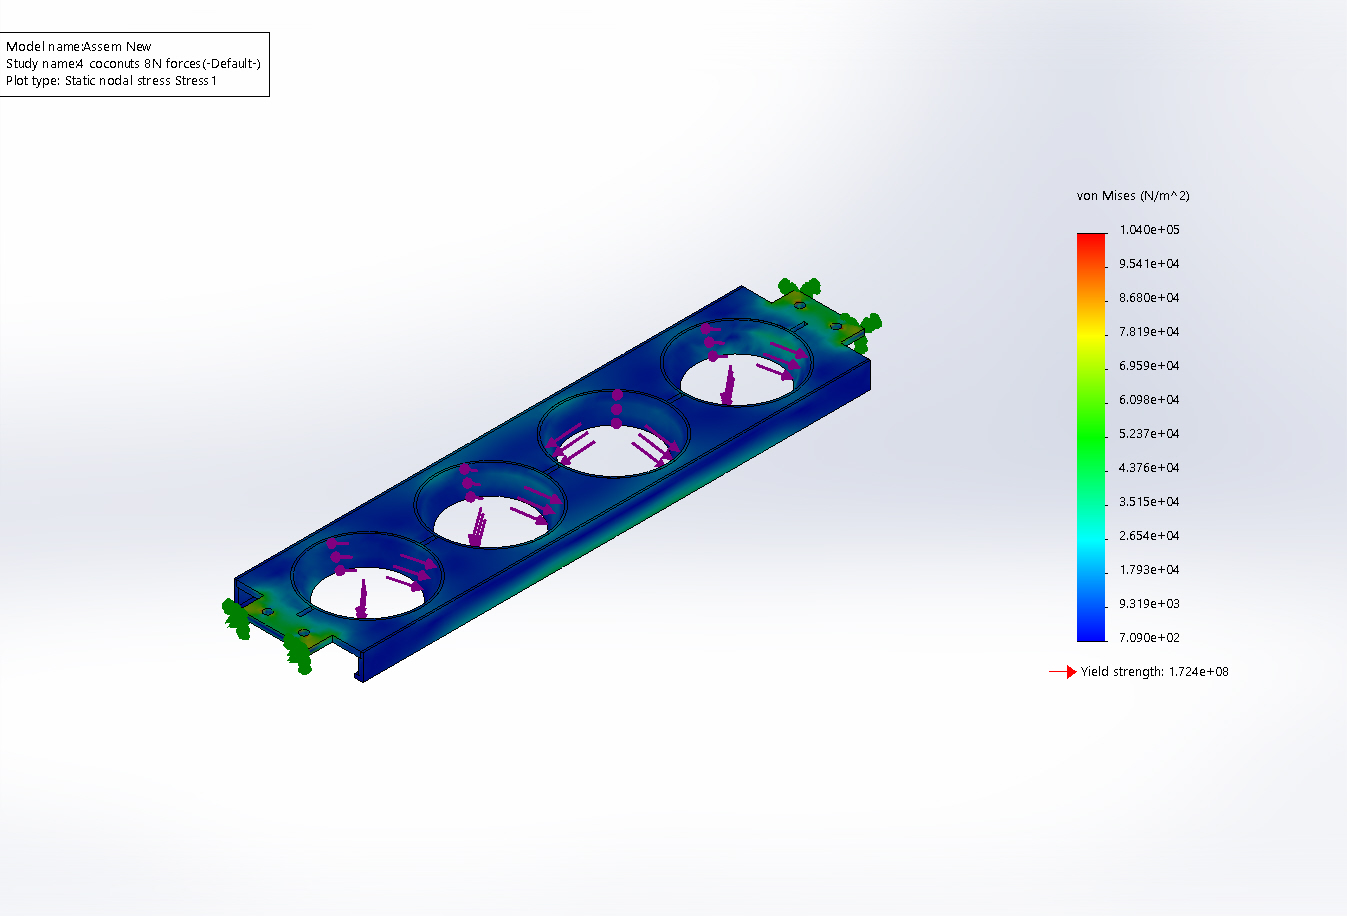 Model name:Assem New
Study name:4 coconuts 8N forces(-Default-)
Plot type: Static nodal stress Stress1
von Mises (N/m^2)
1.040e+05
9.541e+04
8.680e+04
7.819e+04
6.959e+04
6.098e+04
5.237e+04
4.376e+04
3.515e+04
2.654e+04
1.793e+04
9.319e+03
7.090e+02
Yield strength: 1.724e+08